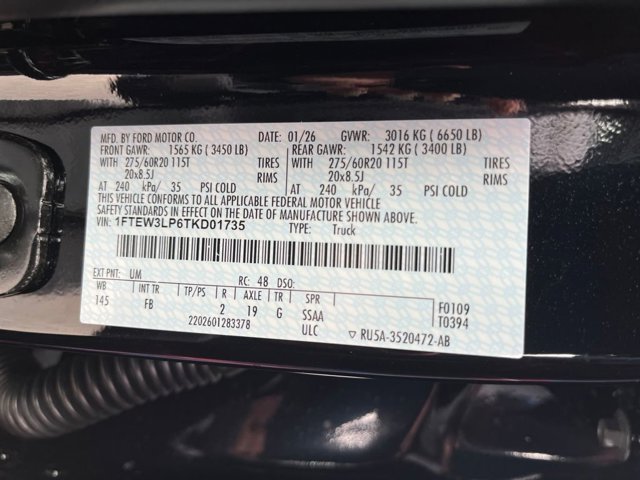 MFD. BY FORD MOTOR CO. DATE: 01/26 GVWR: 3016 KG ( 6650 LB)
FRONT GAWR: 1565 KG ( 3450 LB) REAR GAWR: 1542 KG ( 3400 LB)
WITH 275/60R20 115T TIRES WITH 275/60R20 115T TIRES
20x8.5J RIMS 20x8.5J RIMS
AT 240 kPa/ 35 PSI COLD AT 240 kPa/ 35 PSI COLD
THIS VEHICLE CONFORMS TO ALL APPLICABLE FEDERAL MOTOR VEHICLE
SAFETY STANDARDS IN EFFECT ON THE DATE OF MANUFACTURE SHOWN ABOVE.
VIN: 1FTEW3LP6TKD01735 TYPE: Truck
EXT PNT: UM RC: 48 DSO:
WB INT TR TP/PS R AXLE TR SPR F0109
145 FB 2 19 G SSAA T0394
2202601283378 ULC ▽ RU5A-3520472-AB